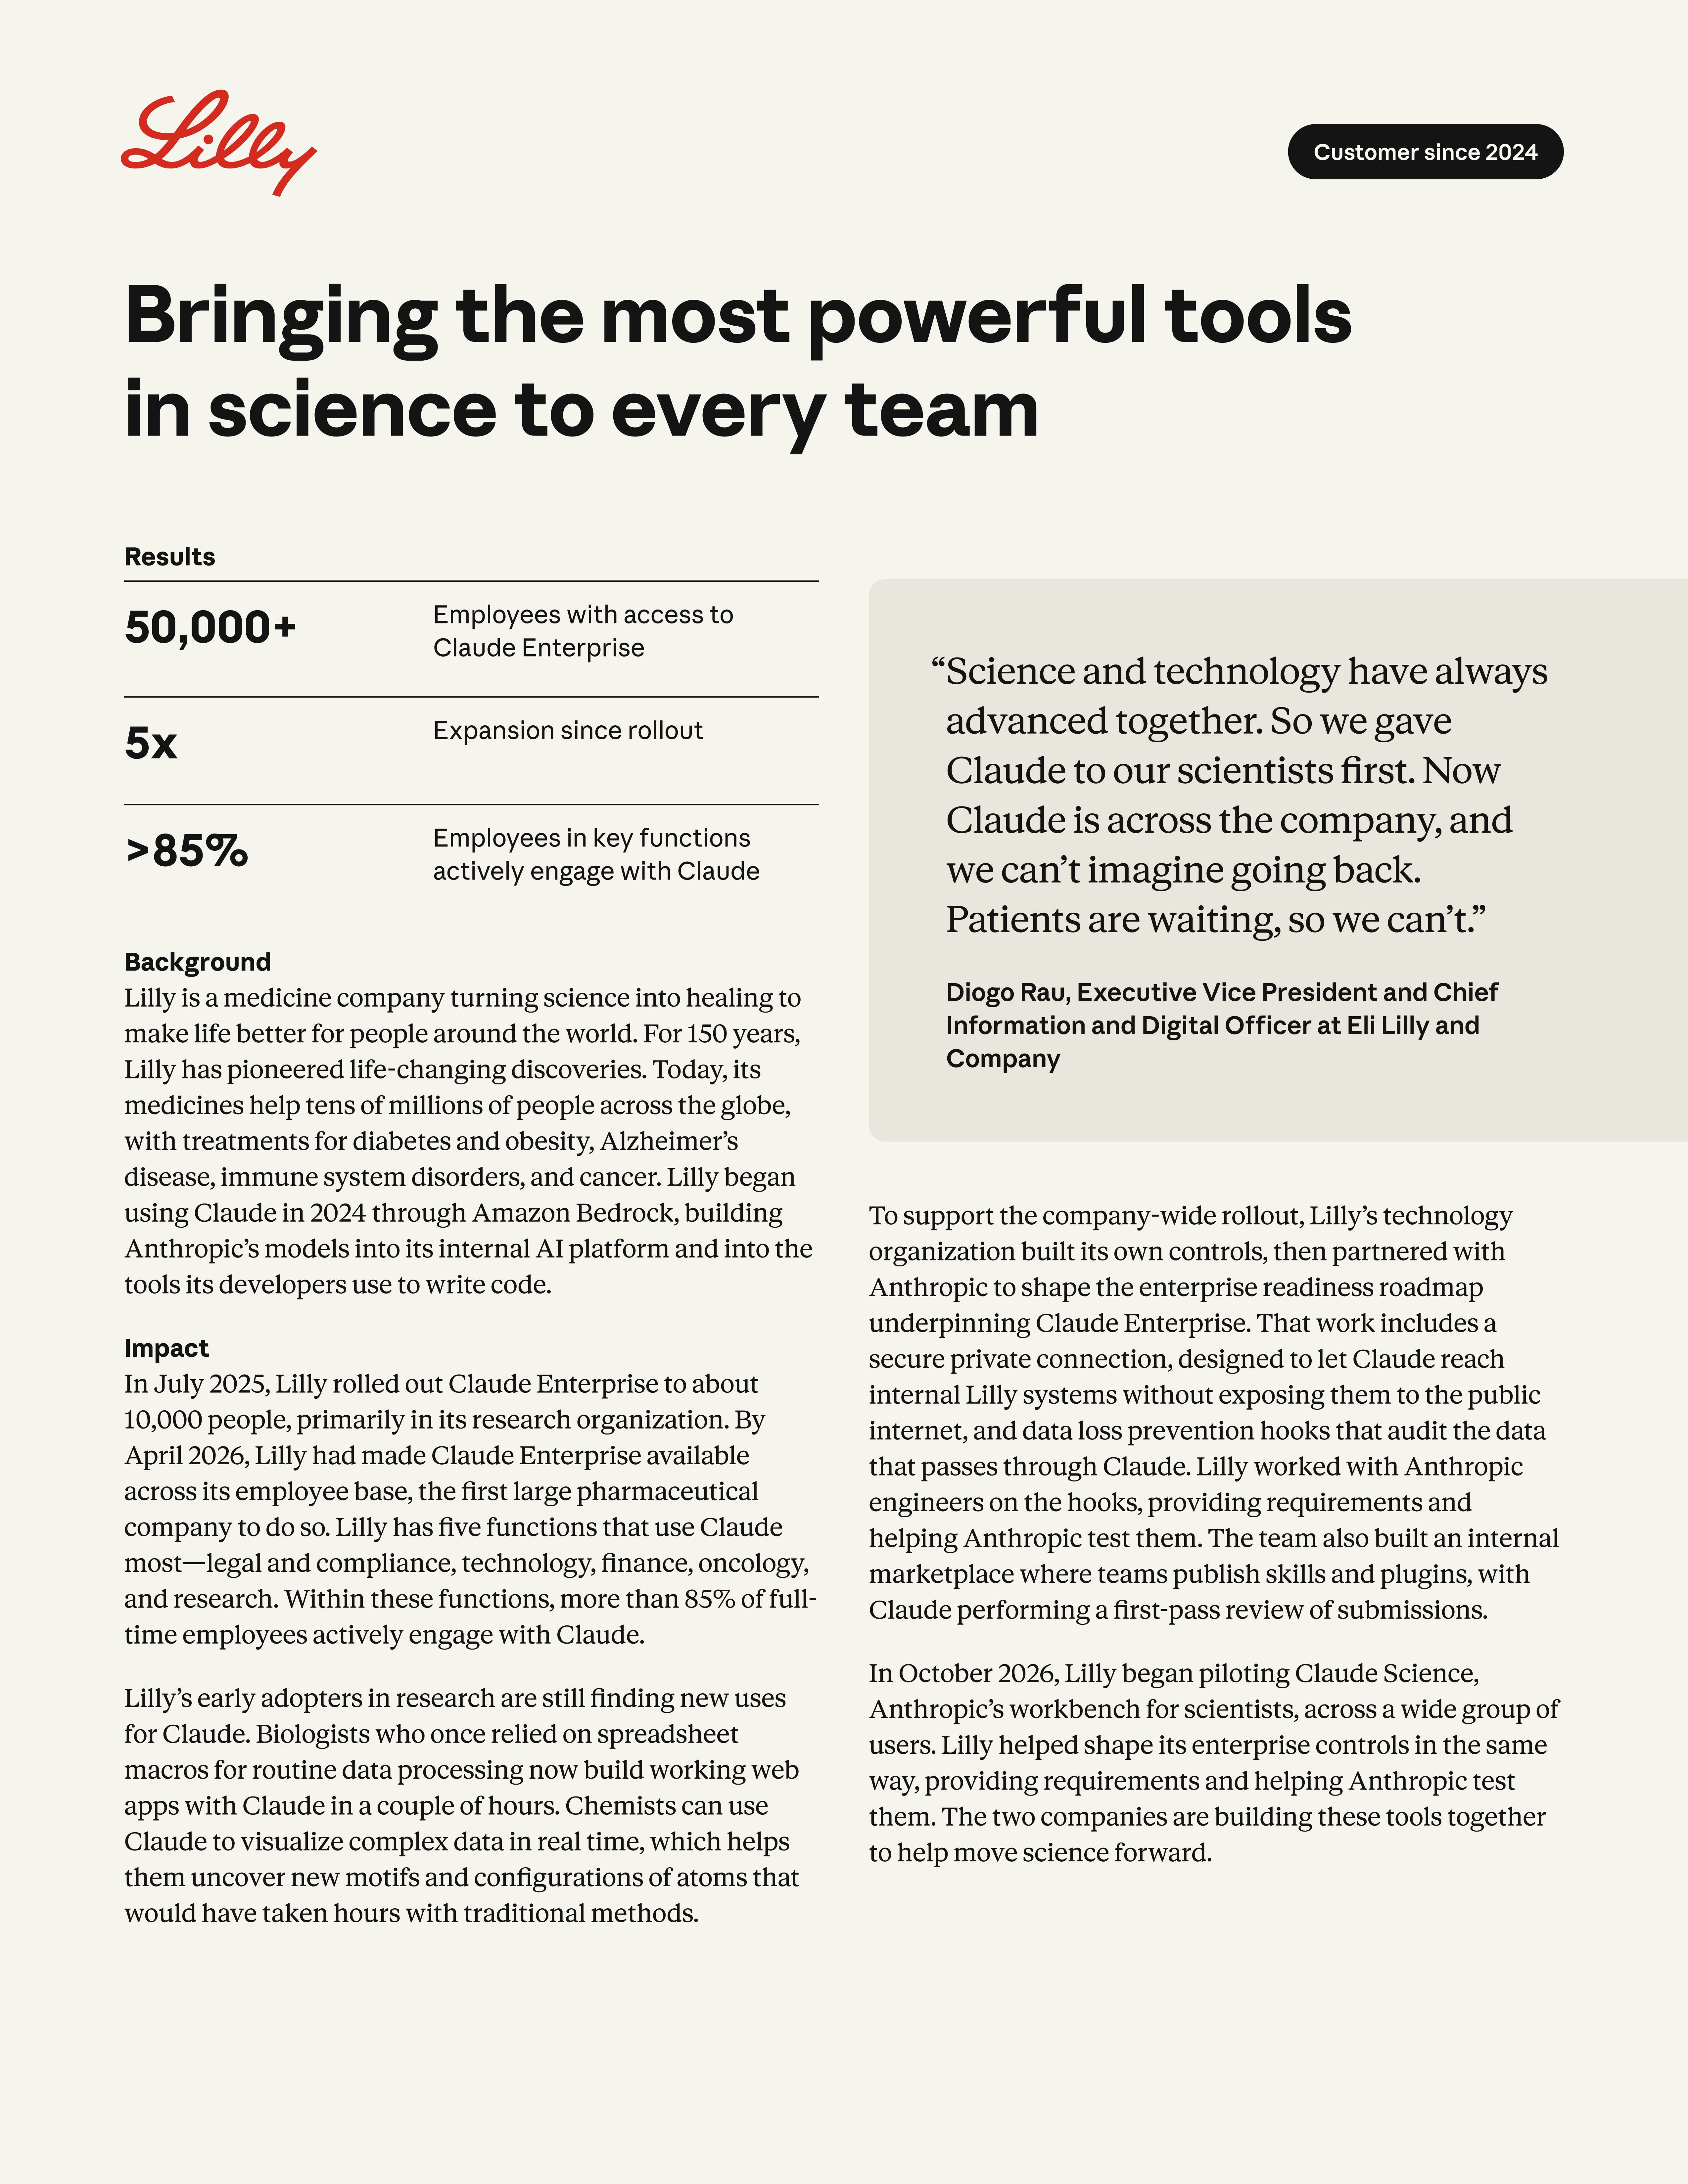 Lilly
Customer since 2024
Bringing the most powerful tools
in science to every team
Results
50,000+
Employees with access to
Claude Enterprise
5x
Expansion since rollout
>85%
Employees in key functions
actively engage with Claude
Background
Lilly is a medicine company turning science into healing to
make life better for people around the world. For 150 years,
Lilly has pioneered life-changing discoveries. Today, its
medicines help tens of millions of people across the globe,
with treatments for diabetes and obesity, Alzheimer’s
disease, immune system disorders, and cancer. Lilly began
using Claude in 2024 through Amazon Bedrock, building
Anthropic’s models into its internal AI platform and into the
tools its developers use to write code.
Impact
In July 2025, Lilly rolled out Claude Enterprise to about
10,000 people, primarily in its research organization. By
April 2026, Lilly had made Claude Enterprise available
across its employee base, the first large pharmaceutical
company to do so. Lilly has five functions that use Claude
most—legal and compliance, technology, finance, oncology,
and research. Within these functions, more than 85% of full-
time employees actively engage with Claude.
Lilly’s early adopters in research are still finding new uses
for Claude. Biologists who once relied on spreadsheet
macros for routine data processing now build working web
apps with Claude in a couple of hours. Chemists can use
Claude to visualize complex data in real time, which helps
them uncover new motifs and configurations of atoms that
would have taken hours with traditional methods.
“Science and technology have always
advanced together. So we gave
Claude to our scientists first. Now
Claude is across the company, and
we can’t imagine going back.
Patients are waiting, so we can’t.”
Diogo Rau, Executive Vice President and Chief
Information and Digital Officer at Eli Lilly and
Company
To support the company-wide rollout, Lilly’s technology
organization built its own controls, then partnered with
Anthropic to shape the enterprise readiness roadmap
underpinning Claude Enterprise. That work includes a
secure private connection, designed to let Claude reach
internal Lilly systems without exposing them to the public
internet, and data loss prevention hooks that audit the data
that passes through Claude. Lilly worked with Anthropic
engineers on the hooks, providing requirements and
helping Anthropic test them. The team also built an internal
marketplace where teams publish skills and plugins, with
Claude performing a first-pass review of submissions.
In October 2026, Lilly began piloting Claude Science,
Anthropic’s workbench for scientists, across a wide group of
users. Lilly helped shape its enterprise controls in the same
way, providing requirements and helping Anthropic test
them. The two companies are building these tools together
to help move science forward.